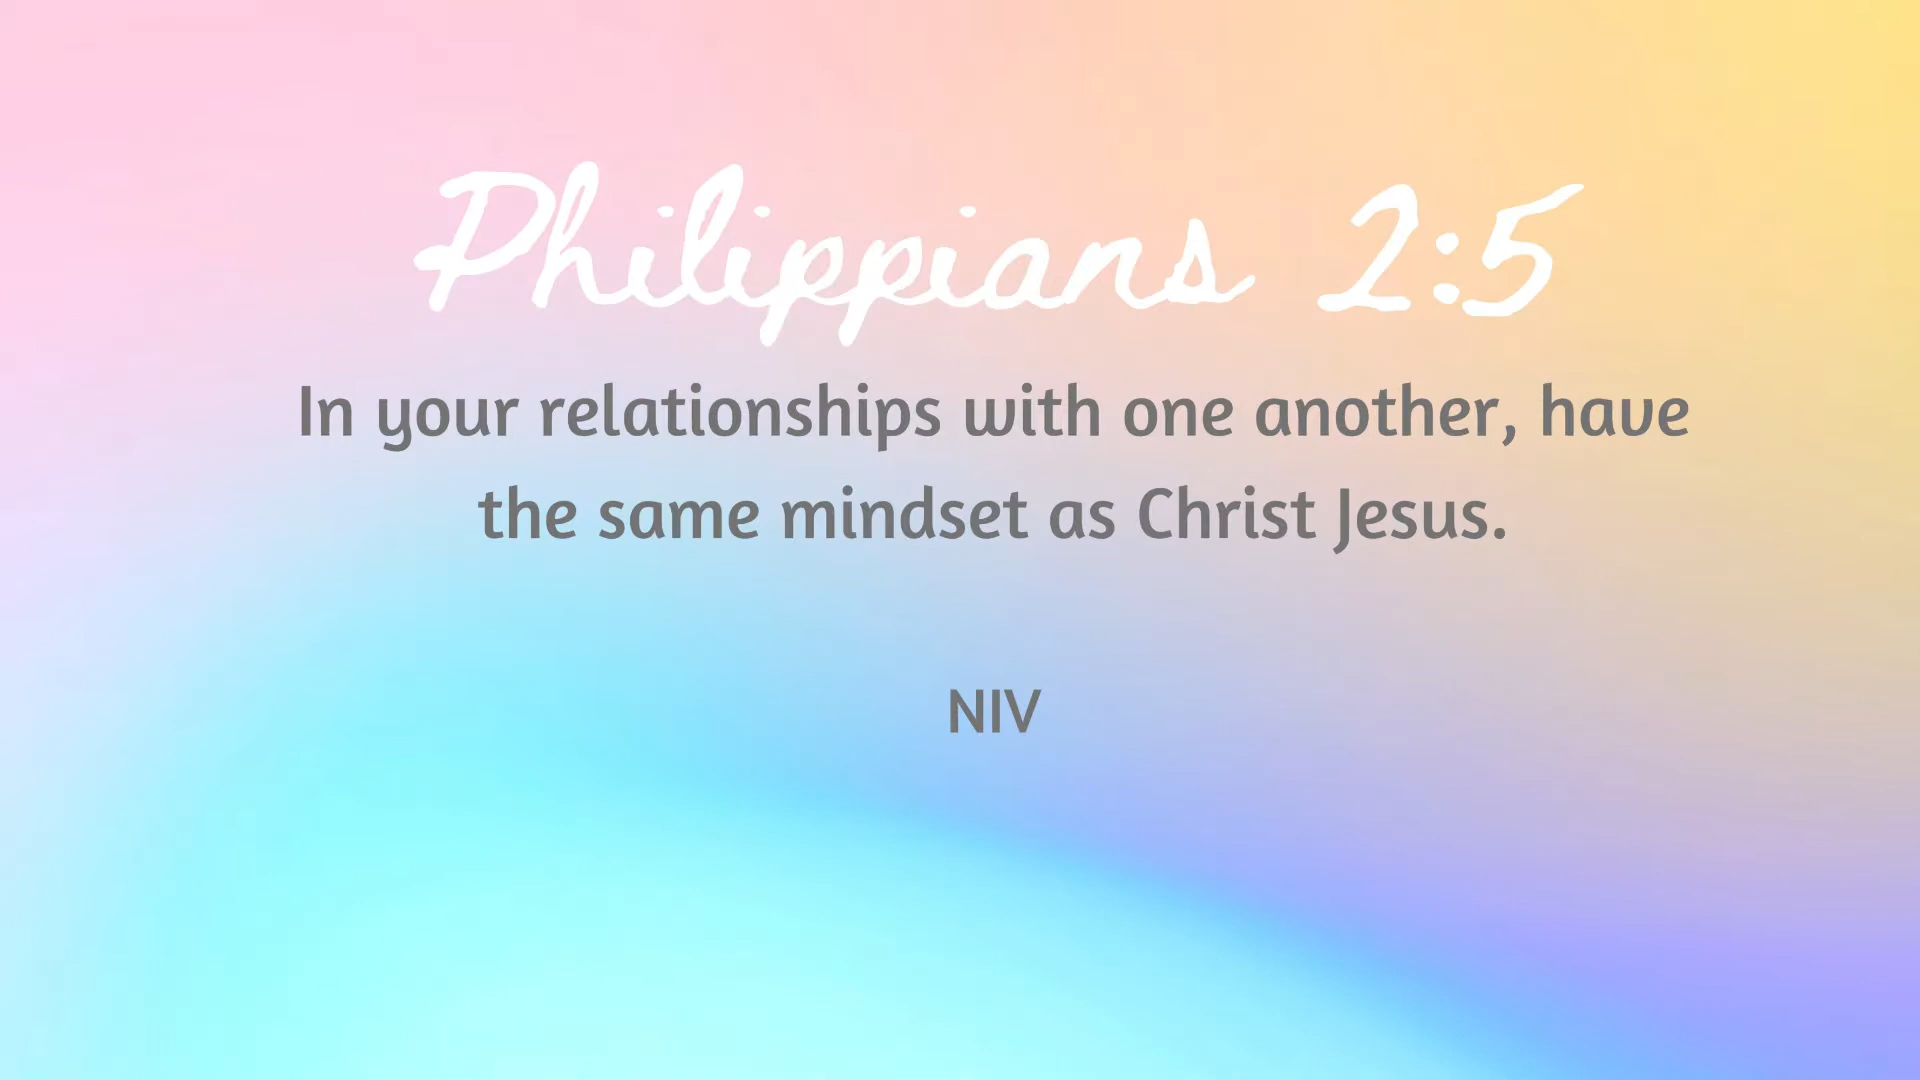 Philippians 2:5
In your relationships with one another, have
the same mindset as Christ Jesus.
NIV